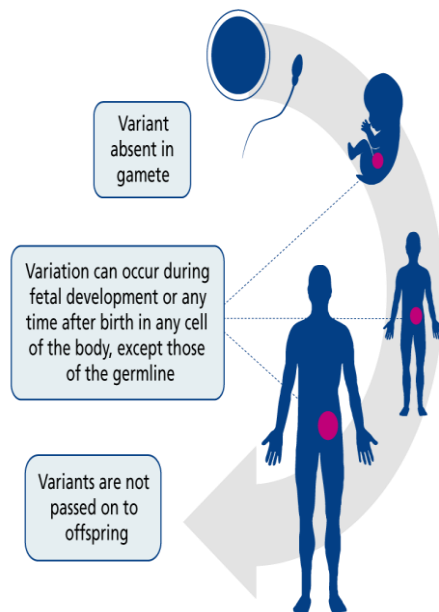 Variant
absent in
gamete
Variation can occur during
fetal development or any
time after birth in any cell
of the body, except those
of the germline
Variants are not
passed on to
offspring